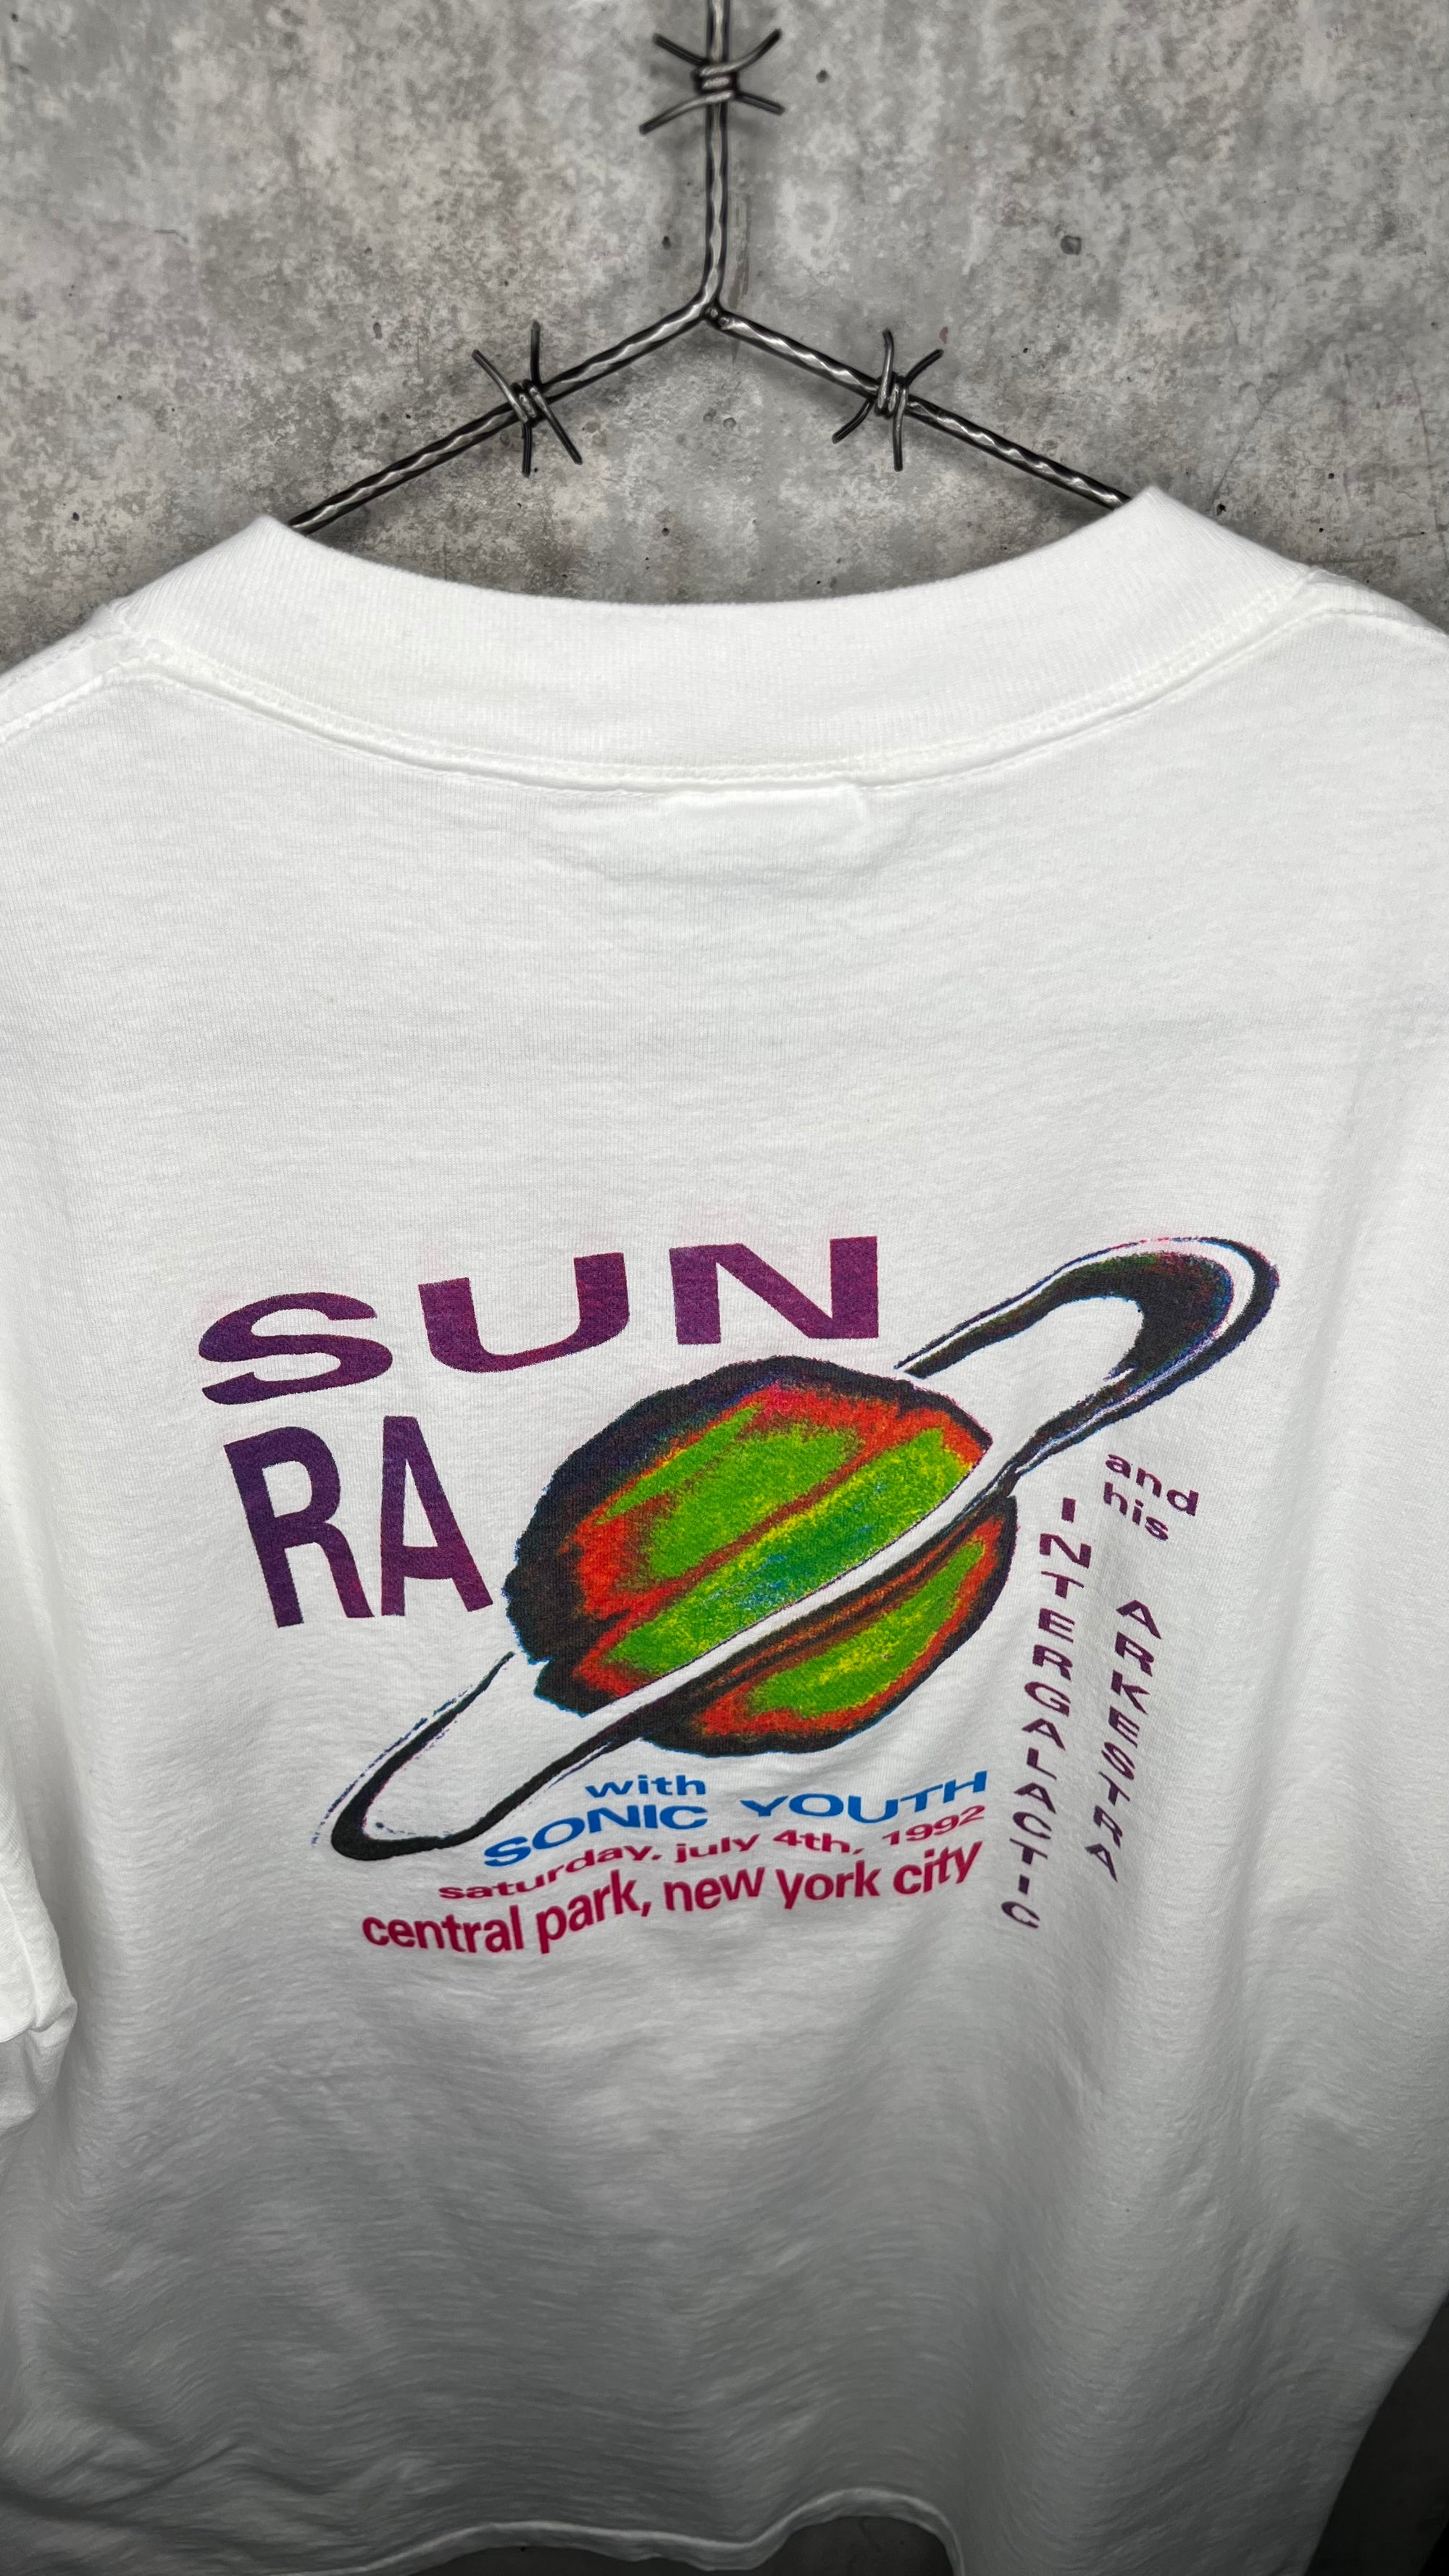 SUN
RA
and
his
INTERGALACTIC
ARKESTRA
with
SONIC YOUTH
saturday, july 4th, 1992
central park, new york city